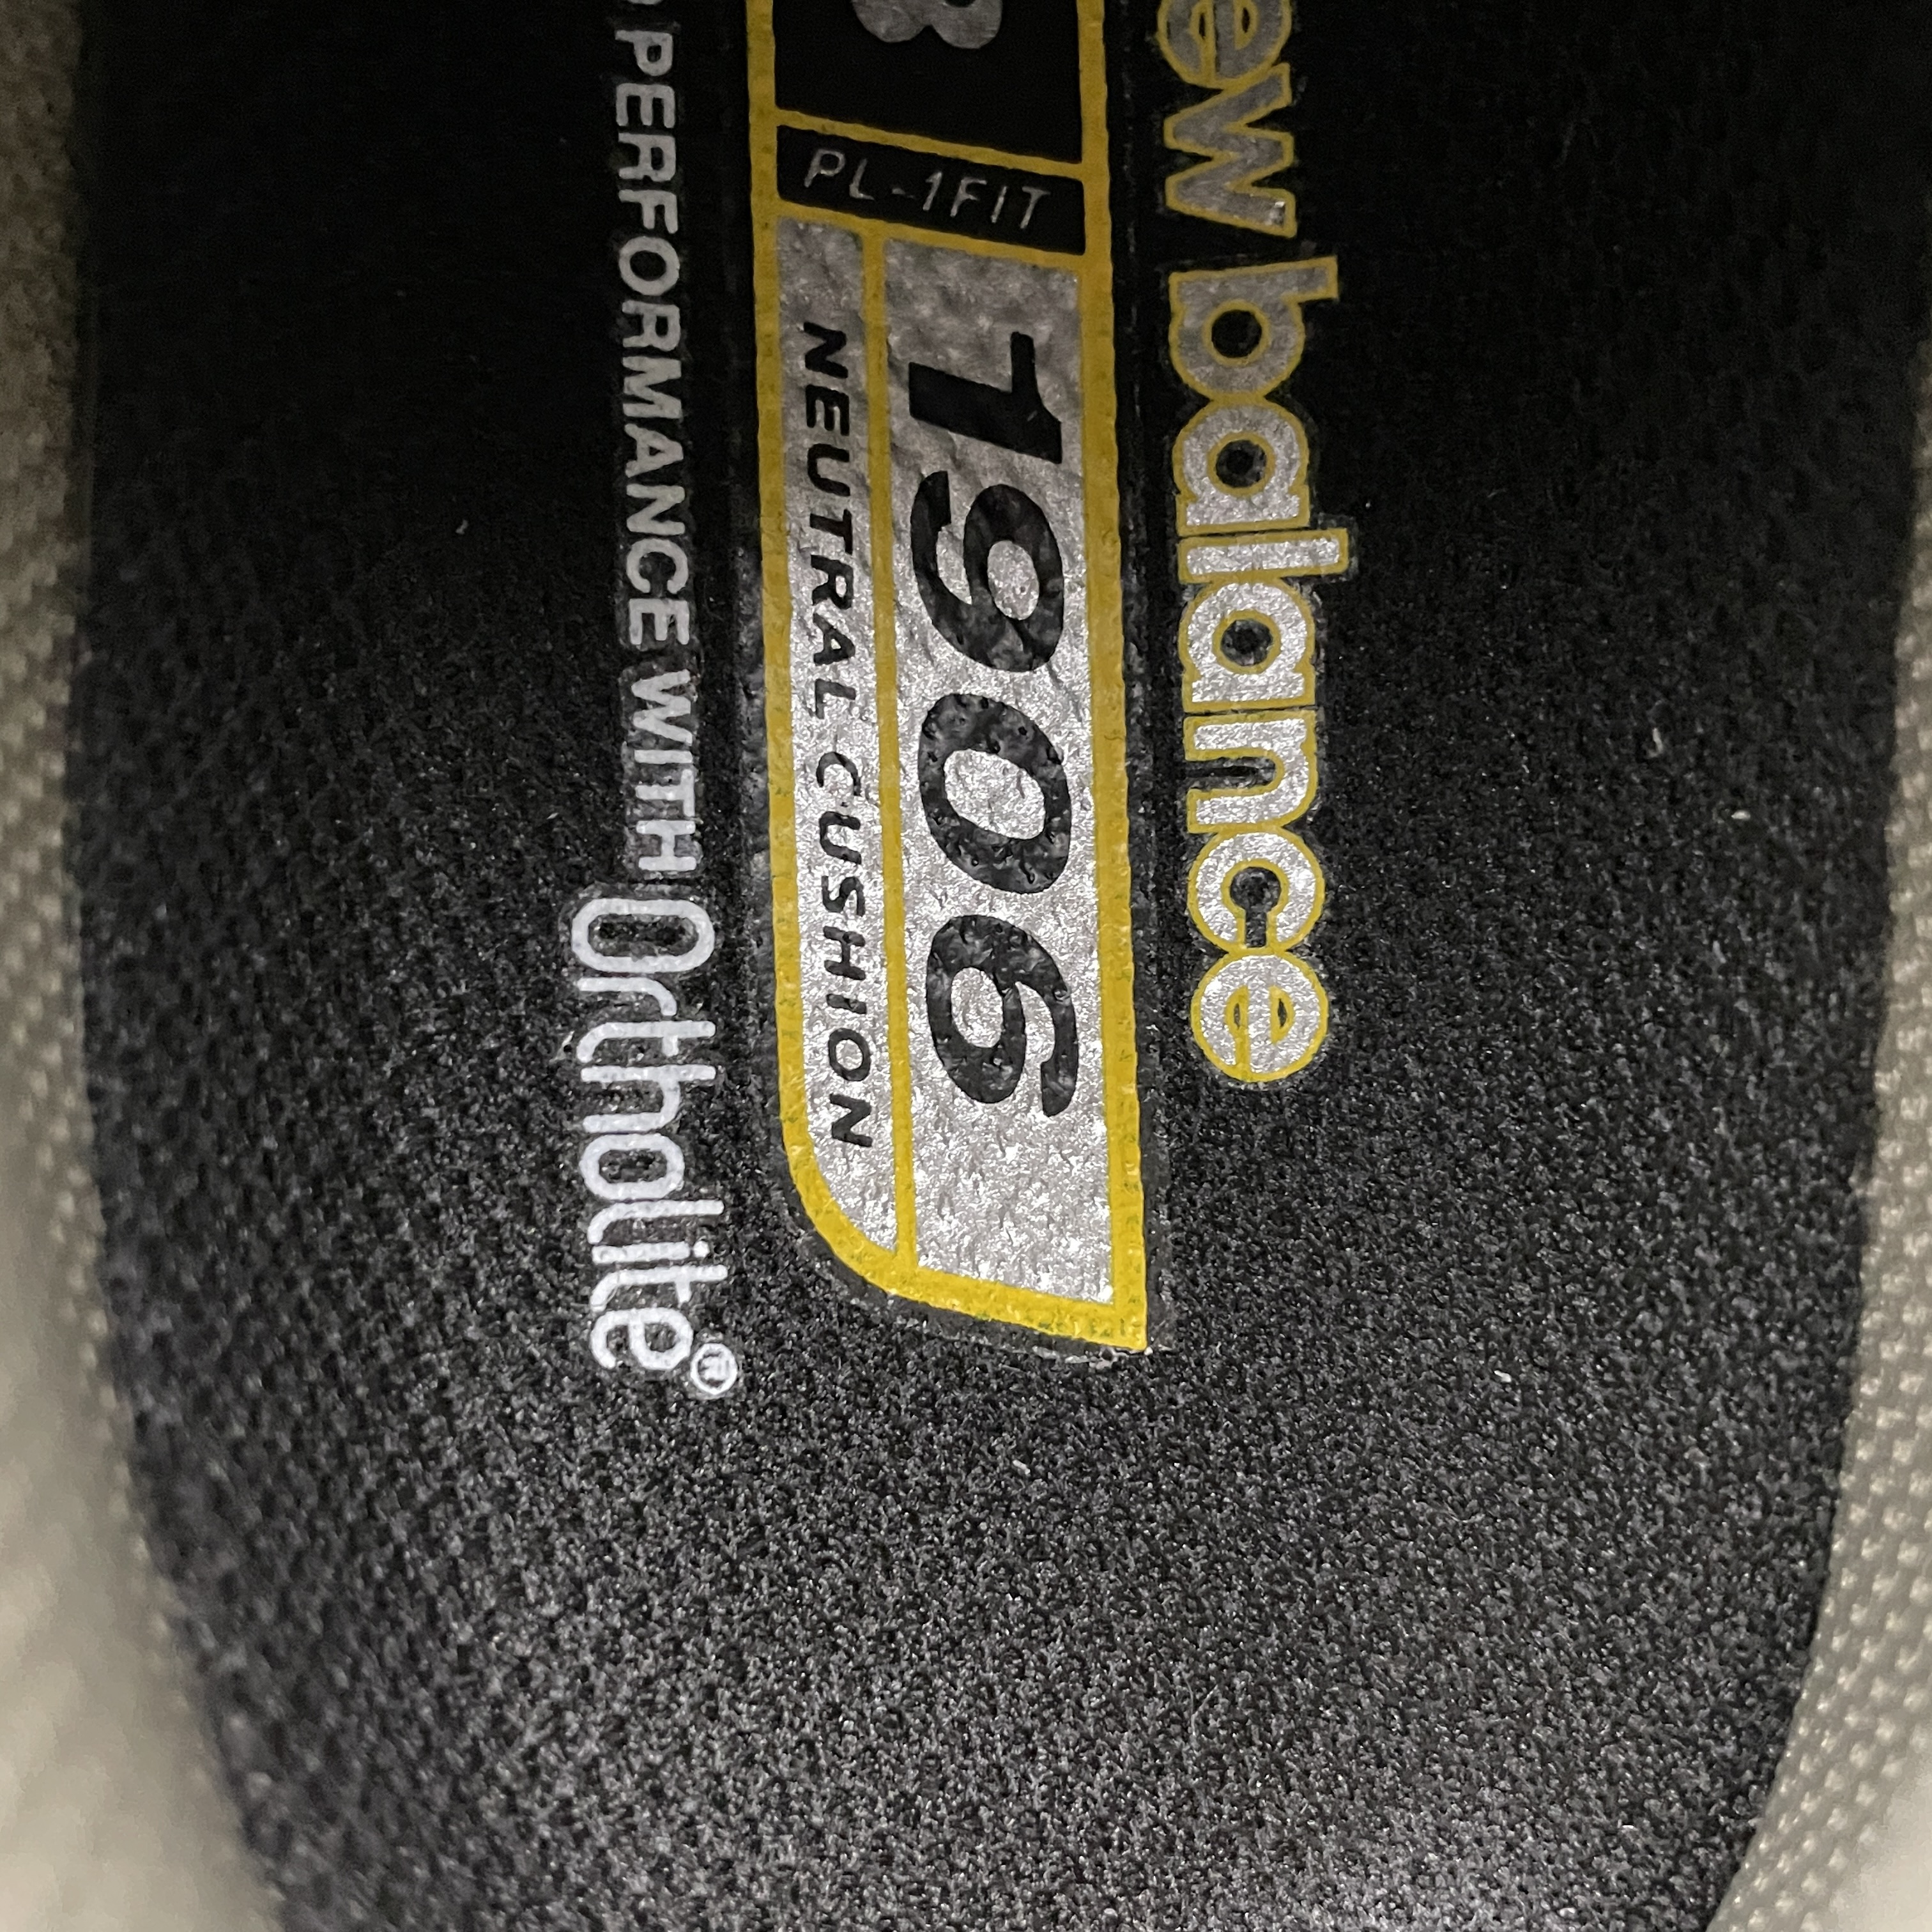 new balance
B
PL-1FIT
1906
NEUTRAL CUSHION
PERFORMANCE WITH Ortholite®